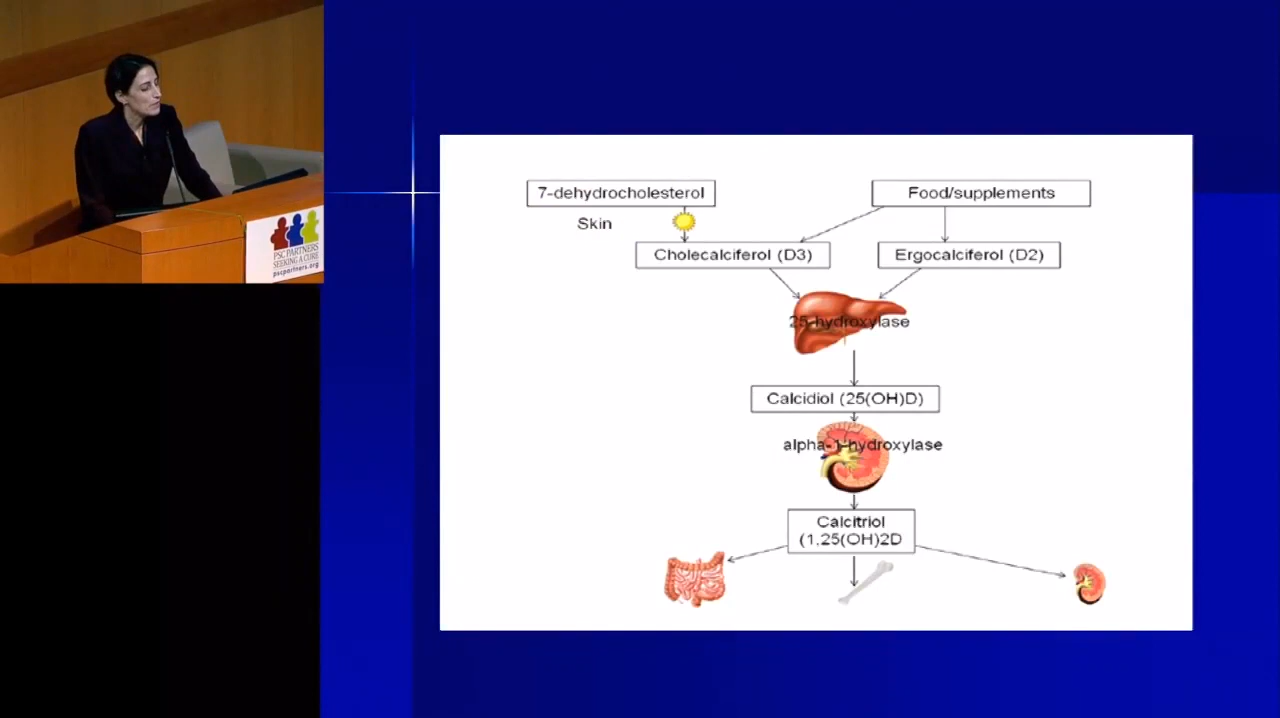 PSC PARTNERS
SEEKING A CURE
pscpartners.org
7-dehydrocholesterol
Food/supplements
Skin
Cholecalciferol (D3)
Ergocalciferol (D2)
25-hydroxylase
Calcidiol (25(OH)D)
alpha-1-hydroxylase
Calcitriol
(1,25(OH)2D